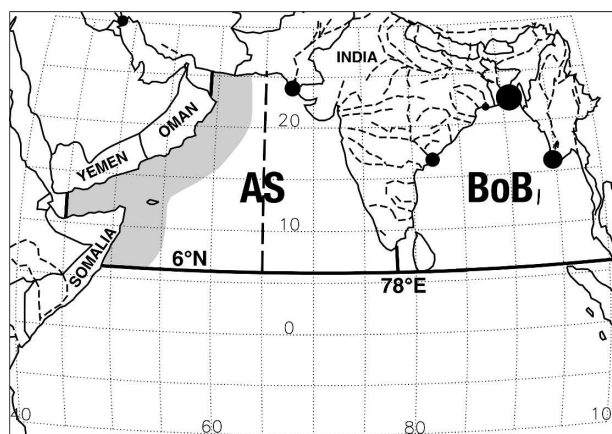 INDIA
OMAN
20
YEMEN
AS
BoB
10
SOMALIA
6°N
78°E
0
40
60
80
10